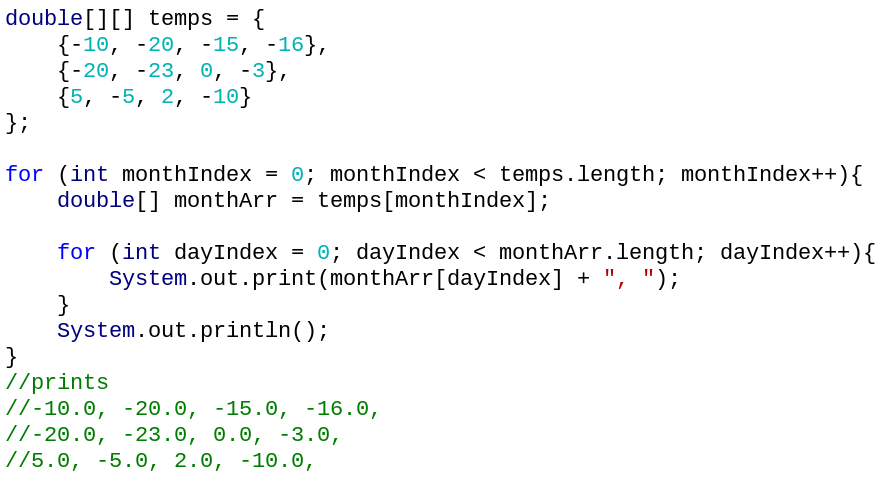 double[][] temps = {
    {-10, -20, -15, -16},
    {-20, -23, 0, -3},
    {5, -5, 2, -10}
};

for (int monthIndex = 0; monthIndex < temps.length; monthIndex++){
    double[] monthArr = temps[monthIndex];

    for (int dayIndex = 0; dayIndex < monthArr.length; dayIndex++){
        System.out.print(monthArr[dayIndex] + ", ");
    }
    System.out.println();
}
//prints
//-10.0, -20.0, -15.0, -16.0,
//-20.0, -23.0, 0.0, -3.0,
//5.0, -5.0, 2.0, -10.0,